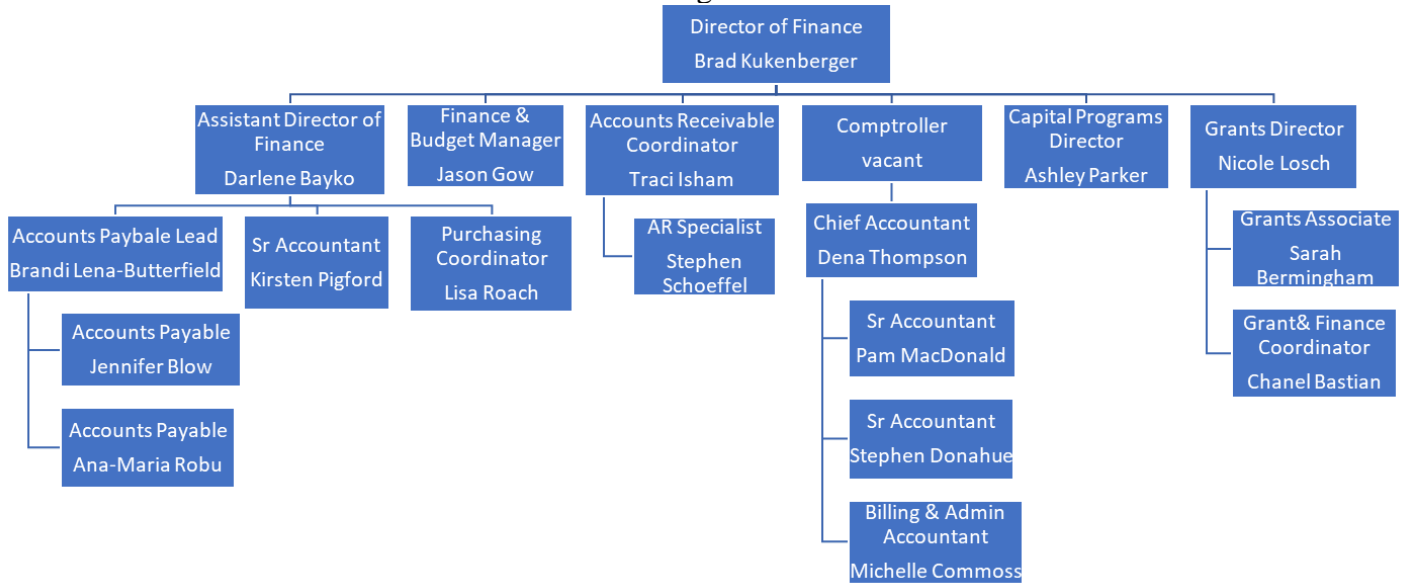 Director of Finance
Brad Kukenberger
Assistant Director of
Finance
Darlene Bayko
Finance &
Budget Manager
Jason Gow
Accounts Receivable
Coordinator
Traci Isham
Comptroller
vacant
Capital Programs
Director
Ashley Parker
Grants Director
Nicole Losch
Accounts Paybale Lead
Brandi Lena-Butterfield
Sr Accountant
Kirsten Pigford
Purchasing
Coordinator
Lisa Roach
AR Specialist
Stephen
Schoeffel
Chief Accountant
Dena Thompson
Grants Associate
Sarah
Bermingham
Accounts Payable
Jennifer Blow
Sr Accountant
Pam MacDonald
Grant& Finance
Coordinator
Chanel Bastian
Accounts Payable
Ana-Maria Robu
Sr Accountant
Stephen Donahue
Billing & Admin
Accountant
Michelle Commoss